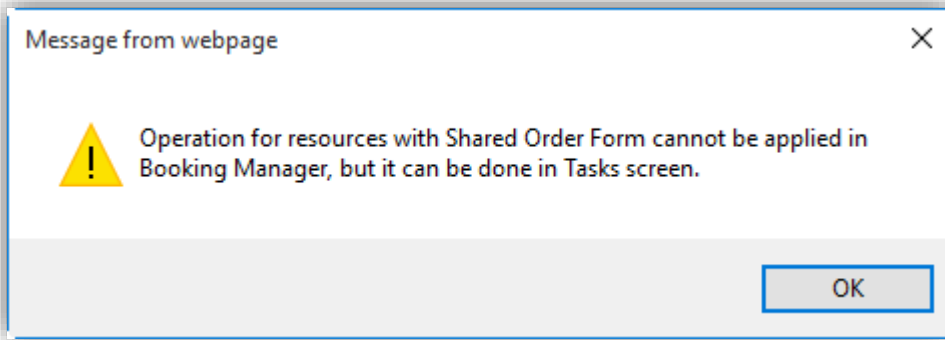 Message from webpage
Operation for resources with Shared Order Form cannot be applied in
Booking Manager, but it can be done in Tasks screen.
OK